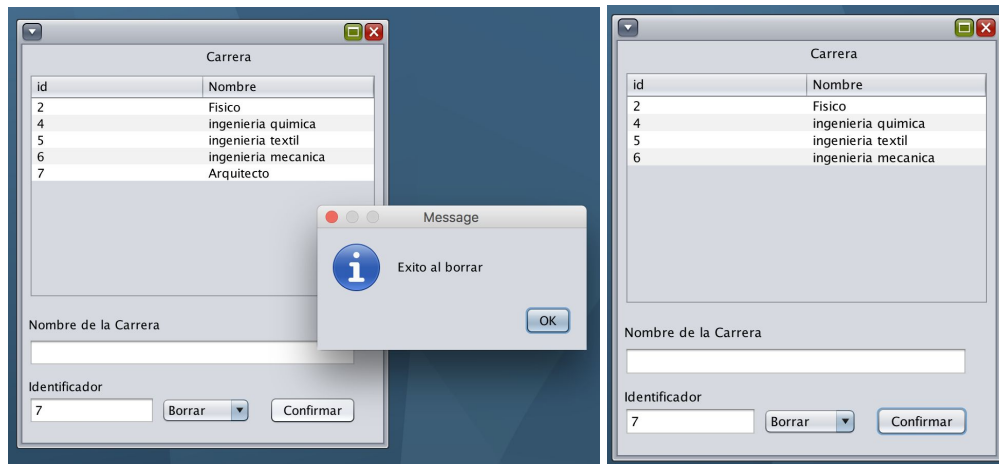 Carrera
id Nombre
2 Fisico
4 ingenieria quimica
5 ingenieria textil
6 ingenieria mecanica
7 Arquitecto
Message
Exito al borrar
OK
Nombre de la Carrera
Identificador
7 Borrar Confirmar
Carrera
id Nombre
2 Fisico
4 ingenieria quimica
5 ingenieria textil
6 ingenieria mecanica
Nombre de la Carrera
Identificador
7 Borrar Confirmar